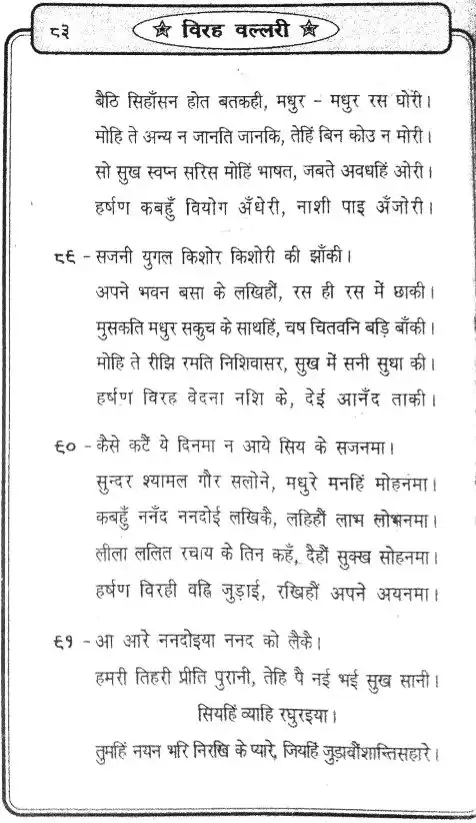 ८३
विरह वल्लरी
बैठि सिहाँसन होत बतकही, मधुर – मधुर रस घोरी।
मोहि ते अन्य न जानति जानकि, तेहिं बिन कोउ न मोरी।
सो सुख स्वप्न सरिस मोहिं भाषत, जबते अवधहिं ओरी।
हर्षण कबहुँ वियोग अँधेरी, नाशी पाइ अँजोरी।
८९ - सजनी युगल किशोर किशोरी की झाँकी।
अपने भवन बसा के लखिहौं, रस ही रस में छाकी।
मुसकति मधुर सकुच के साथहिं, चष चितवनि बड़ि बाँकी।
मोहि ते रीझि रमति निशिवासर, सुख में सनी सुधा की।
हर्षण विरह वेदना नशि के, देई आनँद ताकी।
९० - कैसे कटैं ये दिनमा न आये सिय के सजनमा।
सुन्दर श्यामल गौर सलोने, मधुरे मनहिं मोहनमा।
कबहुँ ननँद ननदोई लखिकै, लहिहौं लाभ लोभनमा।
लीला ललित रचाय के तिन कहँ, दैहौं सुक्ख सोहनमा।
हर्षण विरही वह्नि जुड़ाई, रखिहौं अपने अयनमा।
९१ - आ आरे ननदोइया ननद को लैकै।
हमरी तिहरी प्रीति पुरानी, तेहि पै नई भई सुख सानी।
सियहिं व्याहि रघुरइया।
तुमहिं नयन भरि निरखि के प्यारे, जियहिं जुड़ावौंशान्तिसहारे।